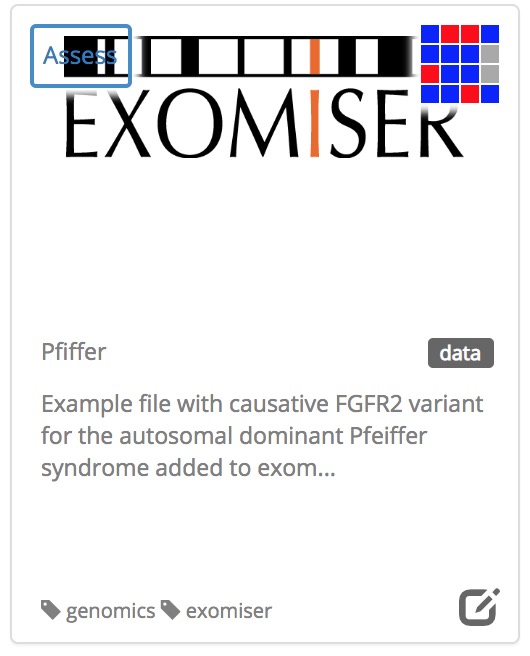 Assess
EXOMISER
Pfiffer
data
Example file with causative FGFR2 variant
for the autosomal dominant Pfeiffer
syndrome added to exom...
genomics exomiser